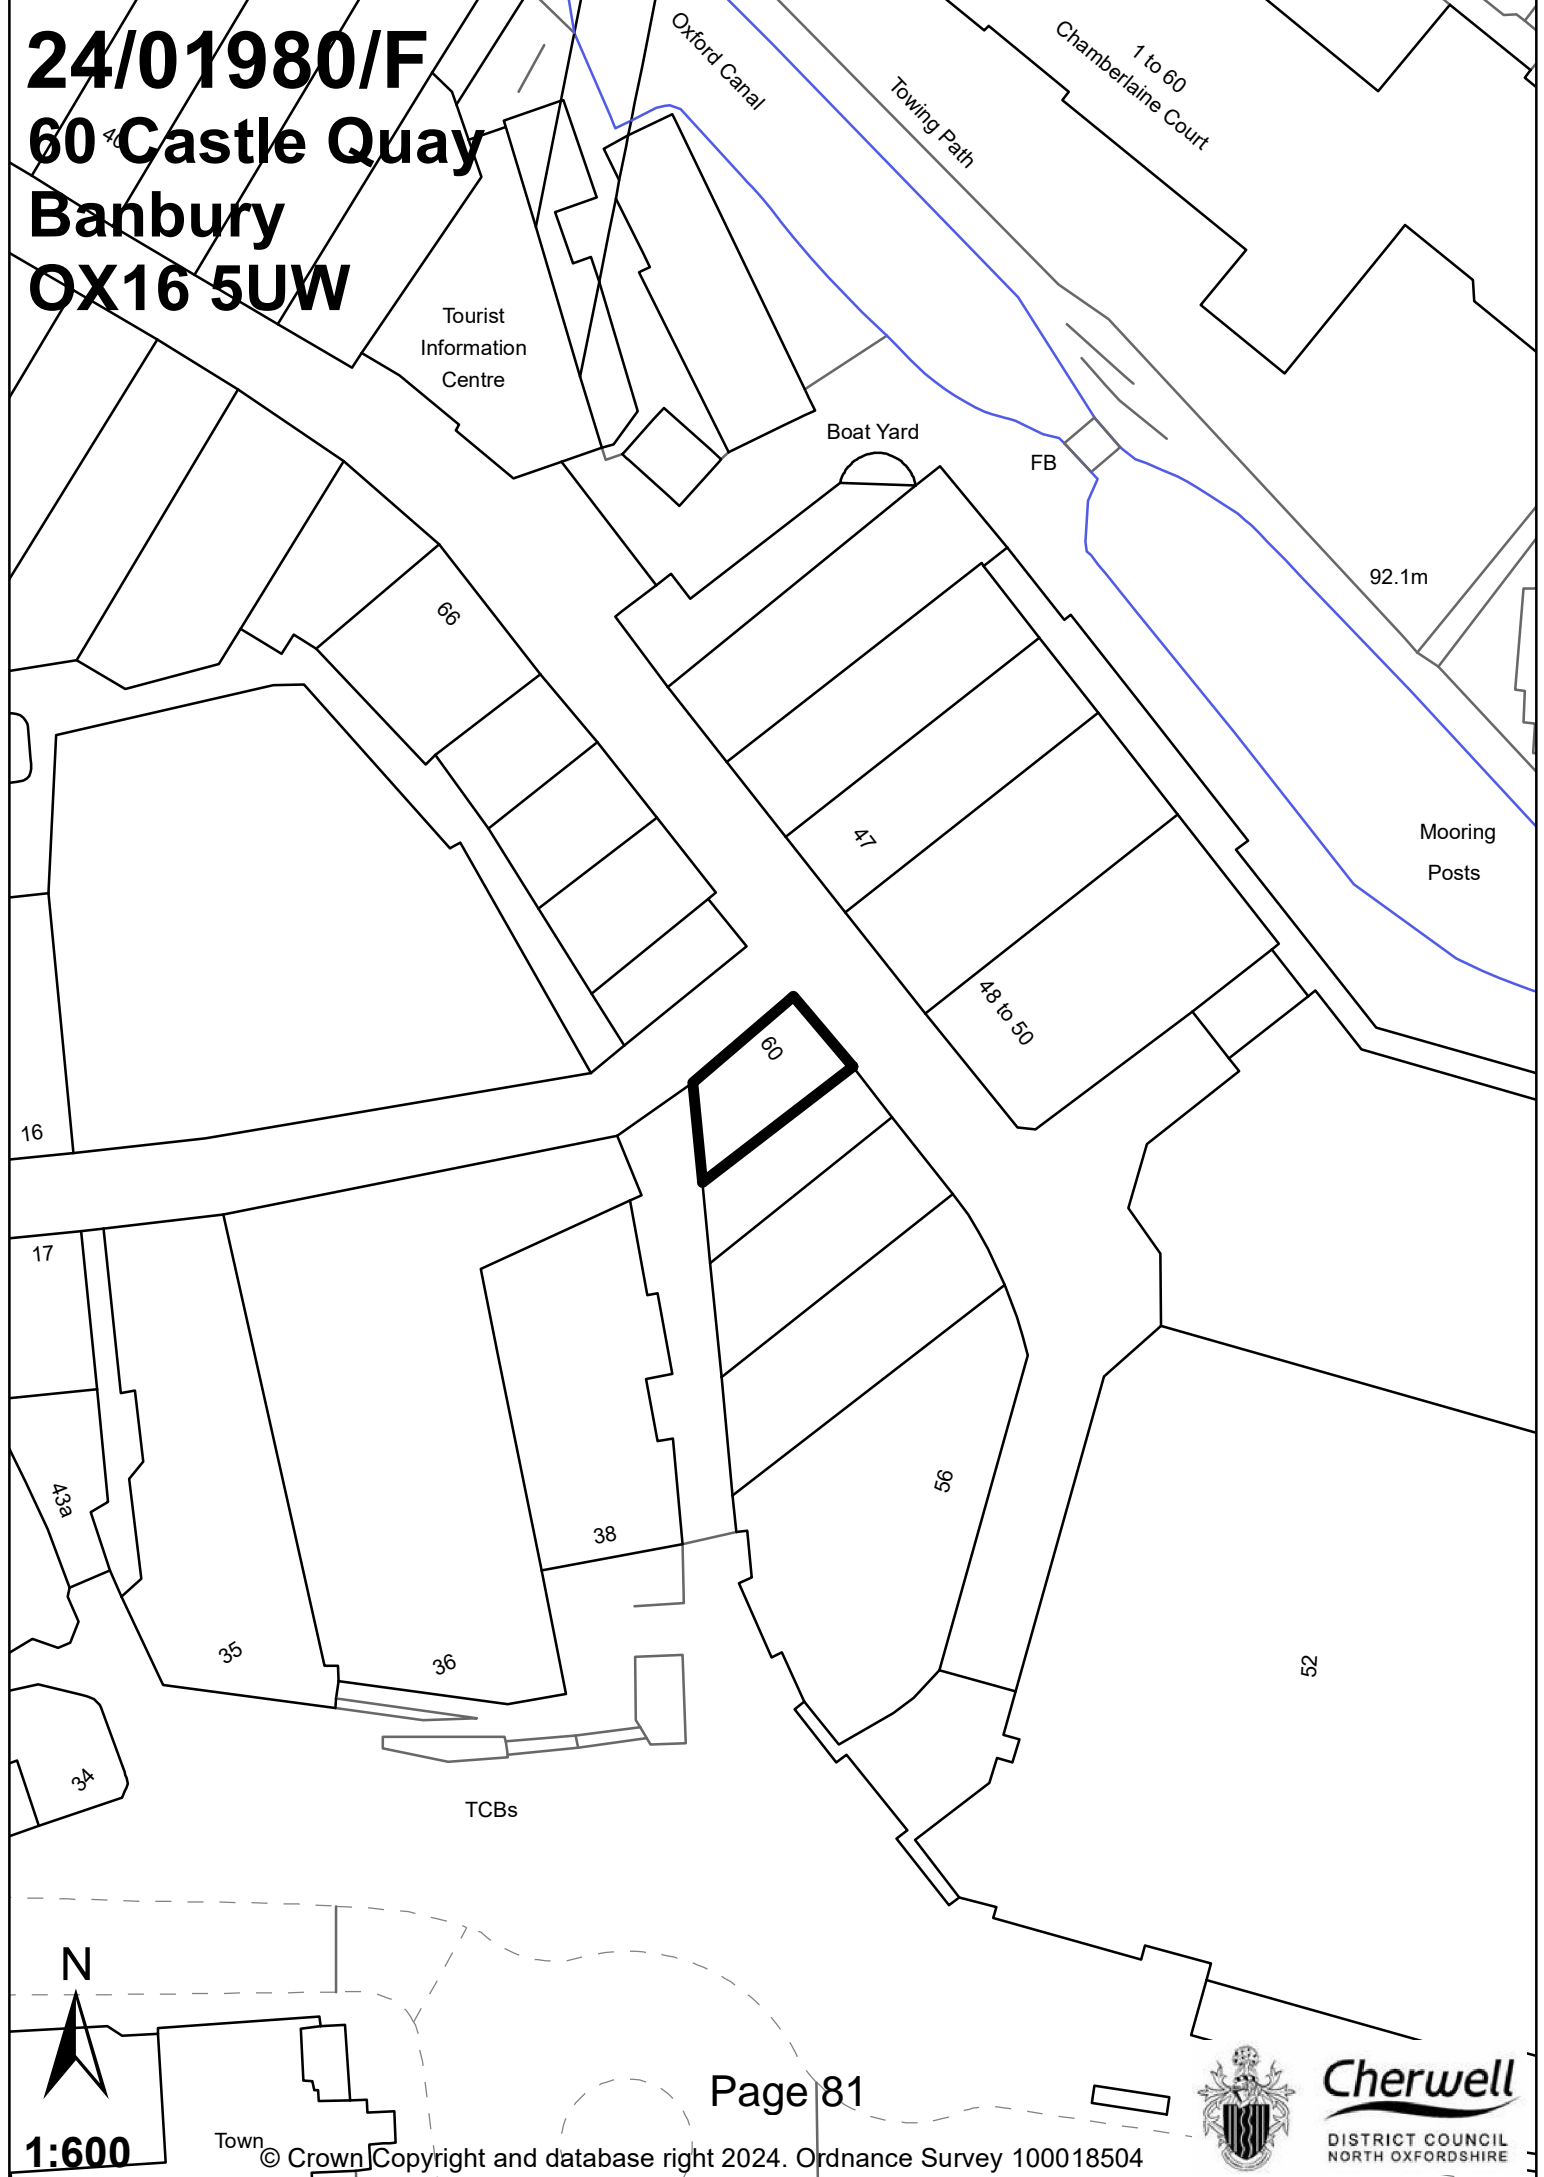 24/01980/F
60 Castle Quay
Banbury
OX16 5UW
40
Oxford Canal
Towing Path
1 to 60
Chamberlaine Court
Tourist
Information
Centre
Boat Yard
FB
92.1m
66
47
Mooring
Posts
48 to 50
60
16
17
43a
56
38
35
36
52
34
TCBs
N
Page 81
1:600
Town
© Crown Copyright and database right 2024. Ordnance Survey 100018504
Cherwell
DISTRICT COUNCIL
NORTH OXFORDSHIRE